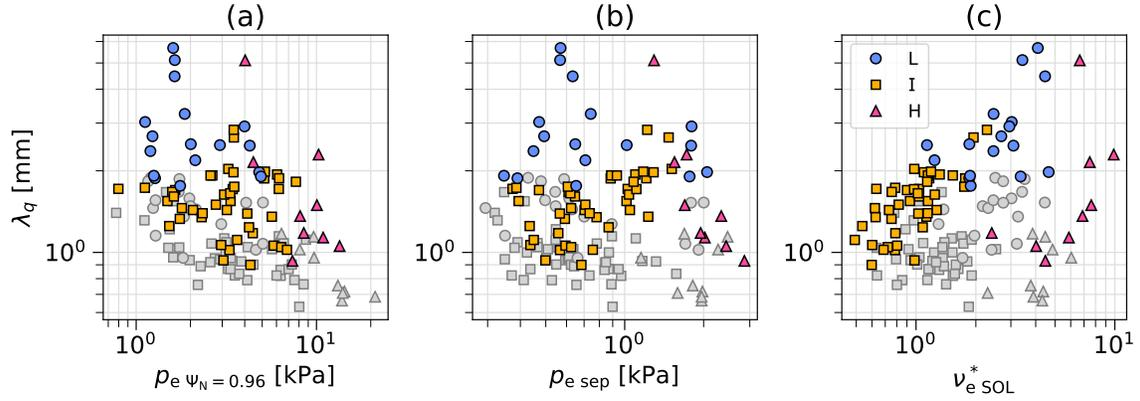 (a) (b) (c)
L
I
H
λq [mm]
10⁰ 10⁰ 10⁰
10⁰ 10¹ 10⁰ 10⁰ 10¹
pe ΨN = 0.96 [kPa] pe sep [kPa] ν*e SOL